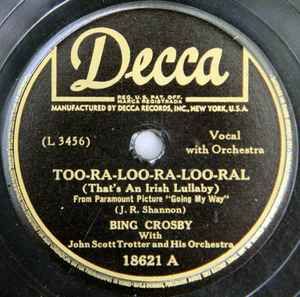 Decca
REG. U.S. PAT. OFF.
MARCA REGISTRADA
MANUFACTURED BY DECCA RECORDS, INC., NEW YORK, U.S.A.
(L 3456)
Vocal
with Orchestra
TOO-RA-LOO-RA-LOO-RAL
(That's An Irish Lullaby)
From Paramount Picture "Going My Way"
(J. R. Shannon)
BING CROSBY
With
John Scott Trotter and His Orchestra
18621 A